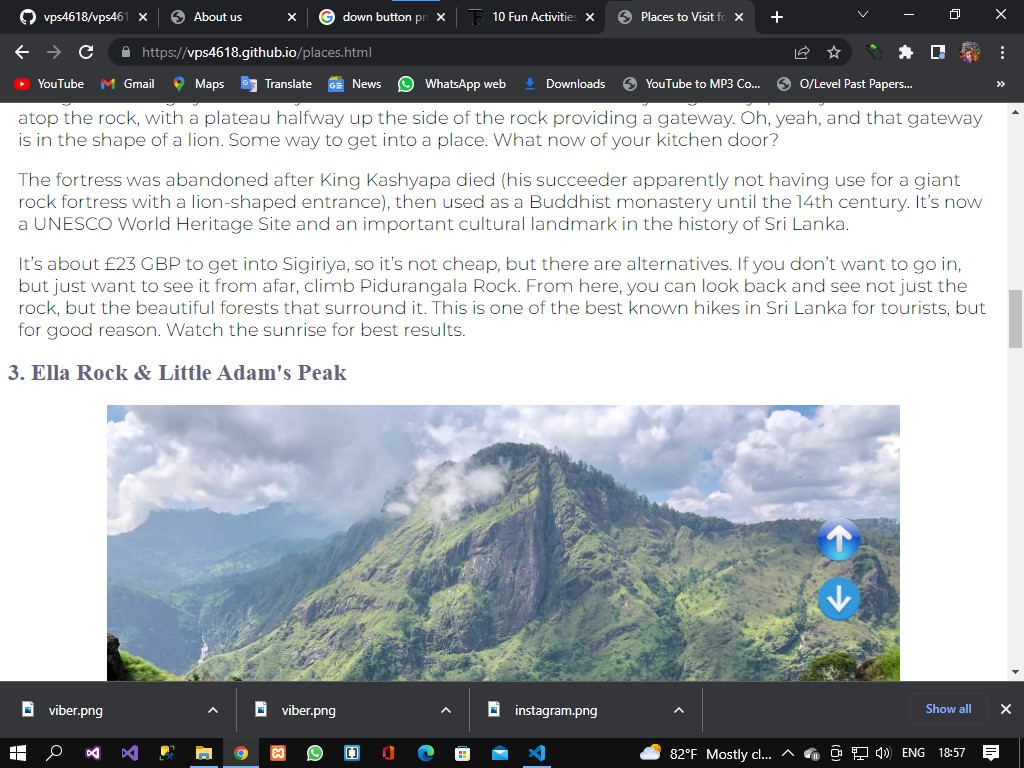 vps4618/vps461
About us
down button pn
10 Fun Activities
Places to Visit fo
https://vps4618.github.io/places.html
YouTube
Gmail
Maps
Translate
News
WhatsApp web
Downloads
YouTube to MP3 Co...
O/Level Past Papers...
»
atop the rock, with a plateau halfway up the side of the rock providing a gateway. Oh, yeah, and that gateway
is in the shape of a lion. Some way to get into a place. What now of your kitchen door?
The fortress was abandoned after King Kashyapa died (his succeeder apparently not having use for a giant
rock fortress with a lion-shaped entrance), then used as a Buddhist monastery until the 14th century. It’s now
a UNESCO World Heritage Site and an important cultural landmark in the history of Sri Lanka.
It’s about £23 GBP to get into Sigiriya, so it’s not cheap, but there are alternatives. If you don’t want to go in,
but just want to see it from afar, climb Pidurangala Rock. From here, you can look back and see not just the
rock, but the beautiful forests that surround it. This is one of the best known hikes in Sri Lanka for tourists, but
for good reason. Watch the sunrise for best results.
3. Ella Rock & Little Adam's Peak
viber.png
viber.png
instagram.png
Show all
82°F Mostly cl...
ENG
18:57